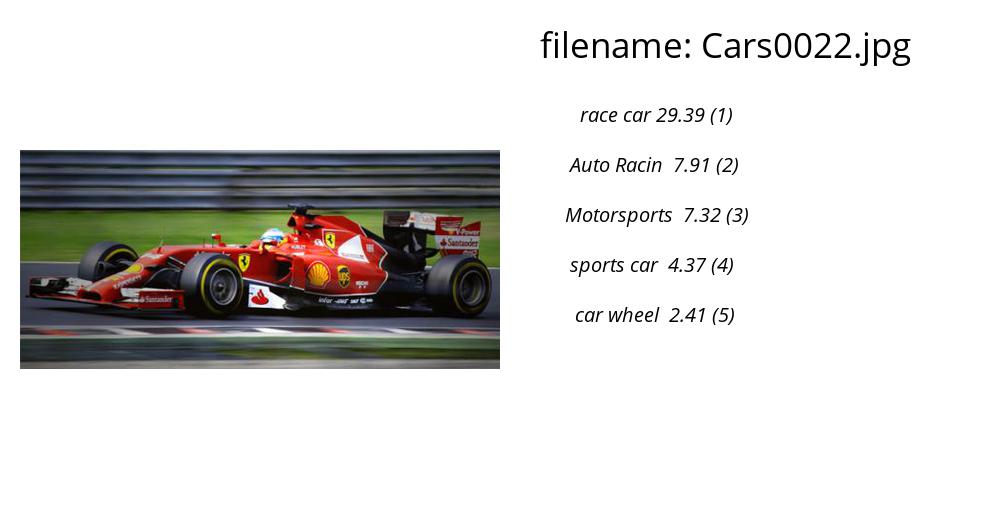 filename: Cars0022.jpg
race car 29.39 (1)
Auto Racin 7.91 (2)
Motorsports 7.32 (3)
sports car 4.37 (4)
car wheel 2.41 (5)
V-Power
Santander
UPS
Santander